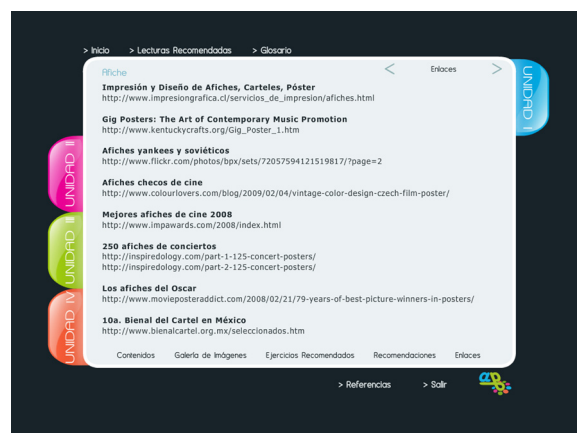 > Inicio > Lecturas Recomendadas > Glosario
Afiche < Enlaces >
Impresión y Diseño de Afiches, Carteles, Póster
http://www.impresiongrafica.cl/servicios_de_impresion/afiches.html
Gig Posters: The Art of Contemporary Music Promotion
http://www.kentuckycrafts.org/Gig_Poster_1.htm
Afiches yankees y soviéticos
http://www.flickr.com/photos/bpx/sets/72057594121519817/?page=2
Afiches checos de cine
http://www.colourlovers.com/blog/2009/02/04/vintage-color-design-czech-film-poster/
Mejores afiches de cine 2008
http://www.impawards.com/2008/index.html
250 afiches de conciertos
http://inspiredology.com/part-1-125-concert-posters/
http://inspiredology.com/part-2-125-concert-posters/
Los afiches del Oscar
http://www.movieposteraddict.com/2008/02/21/79-years-of-best-picture-winners-in-posters/
10a. Bienal del Cartel en México
http://www.bienalcartel.org.mx/seleccionados.htm
Contenidos Galería de Imágenes Ejercicios Recomendados Recomendaciones Enlaces
UNIDAD I
UNIDAD II
UNIDAD III
UNIDAD IV
> Referencias > Salir